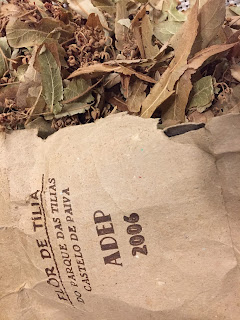 FLOR DE TÍLIA
DO PARQUE DAS TÍLIAS
CASTELO DE PAIVA
ADEP
2006